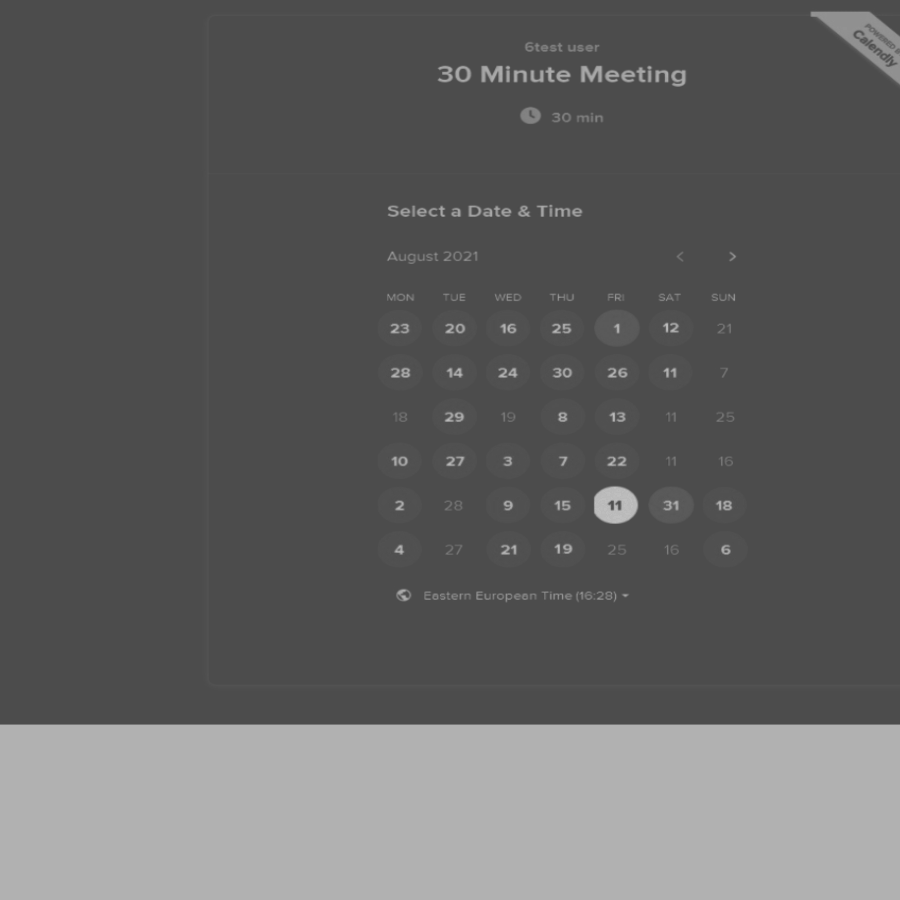 POWERED B
Calendly
6test user
30 Minute Meeting
30 min
Select a Date & Time
August 2021 < >
MON TUE WED THU FRI SAT SUN
23 20 16 25 1 12 21
28 14 24 30 26 11 7
18 29 19 8 13 11 25
10 27 3 7 22 11 16
2 28 9 15 11 31 18
4 27 21 19 25 16 6
Eastern European Time (16:28)